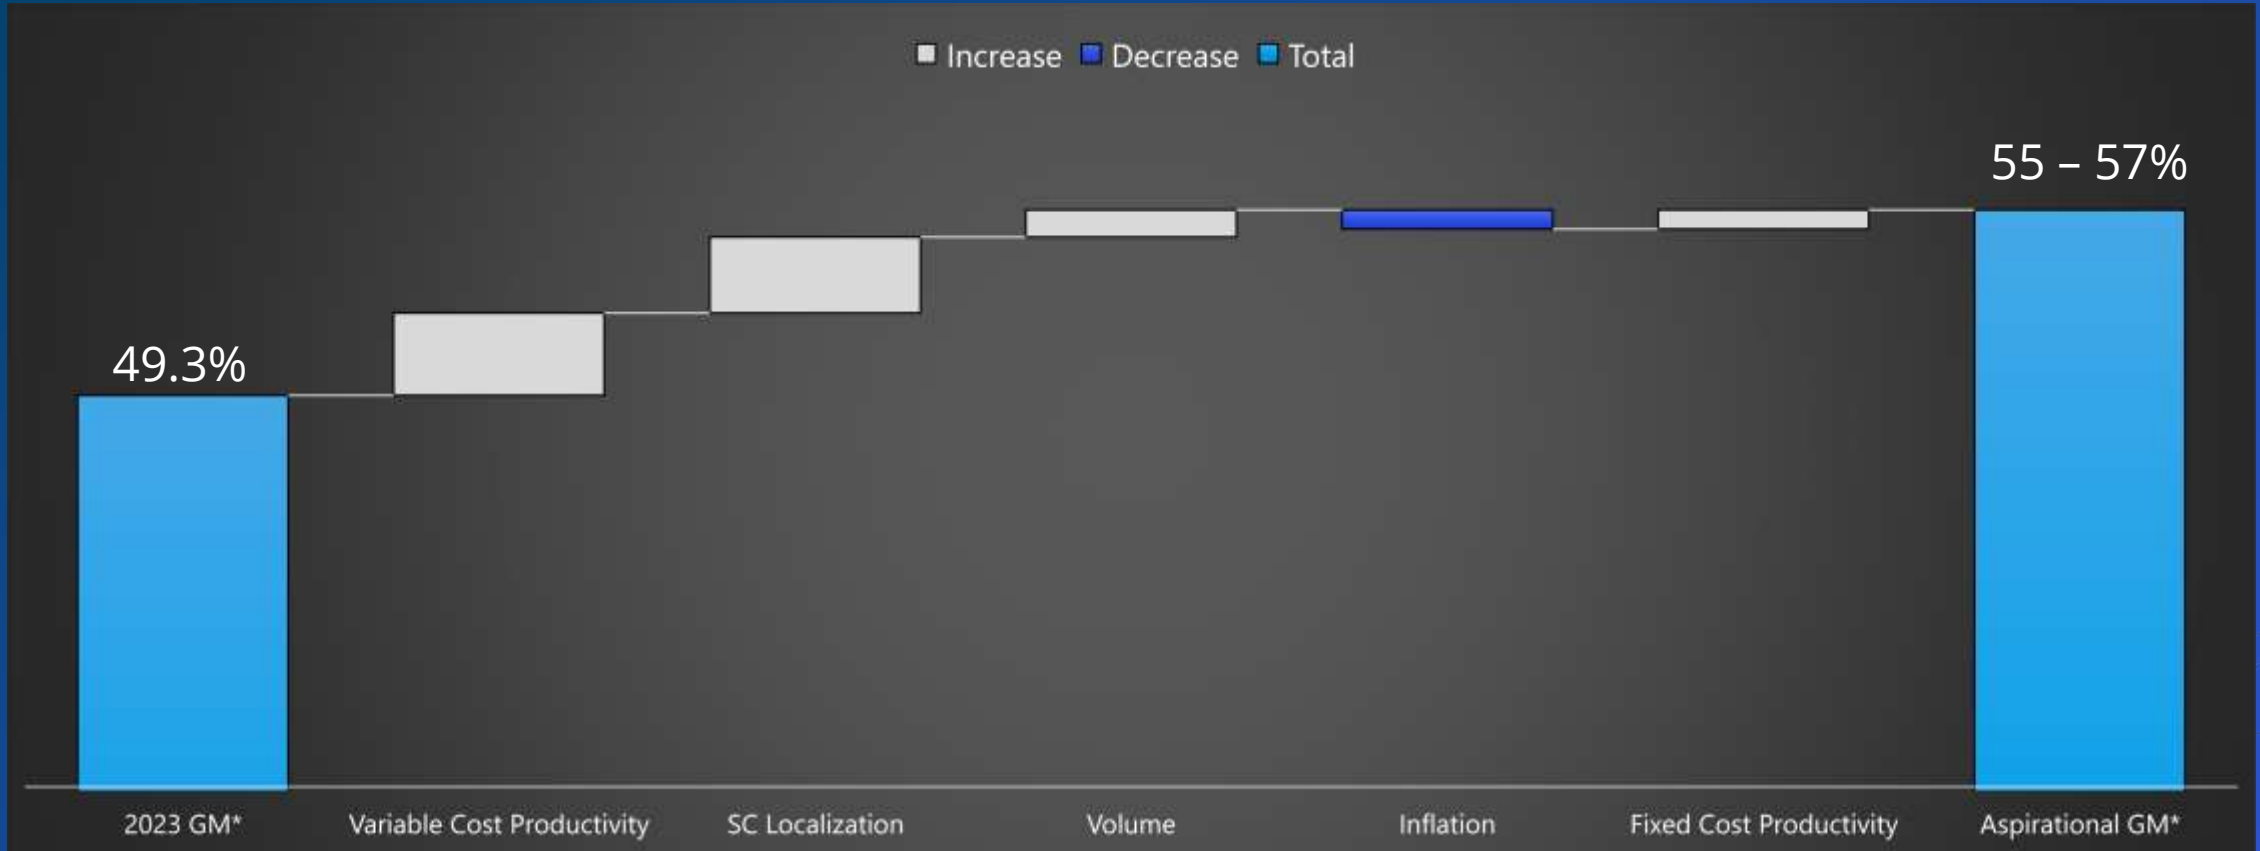 Increase Decrease Total
55 – 57%
49.3%
2023 GM* Variable Cost Productivity SC Localization Volume Inflation Fixed Cost Productivity Aspirational GM*